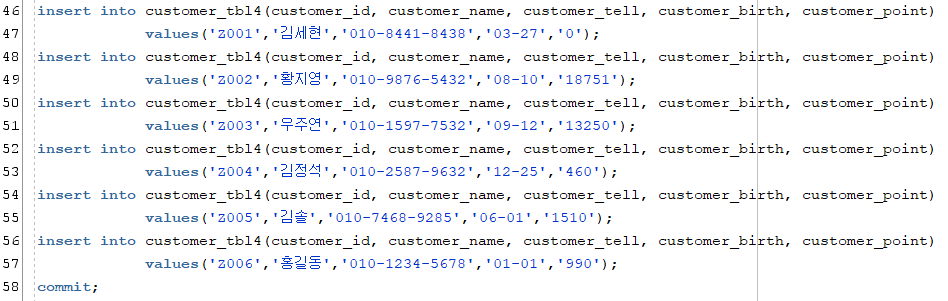 46 insert into customer_tbl4(customer_id, customer_name, customer_tell, customer_birth, customer_point)
47 values('Z001','김세현','010-8441-8438','03-27','0');
48 insert into customer_tbl4(customer_id, customer_name, customer_tell, customer_birth, customer_point)
49 values('Z002','황지영','010-9876-5432','08-10','18751');
50 insert into customer_tbl4(customer_id, customer_name, customer_tell, customer_birth, customer_point)
51 values('Z003','우주연','010-1597-7532','09-12','13250');
52 insert into customer_tbl4(customer_id, customer_name, customer_tell, customer_birth, customer_point)
53 values('Z004','김정석','010-2587-9632','12-25','460');
54 insert into customer_tbl4(customer_id, customer_name, customer_tell, customer_birth, customer_point)
55 values('Z005','김솔','010-7468-9285','06-01','1510');
56 insert into customer_tbl4(customer_id, customer_name, customer_tell, customer_birth, customer_point)
57 values('Z006','홍길동','010-1234-5678','01-01','990');
58 commit;